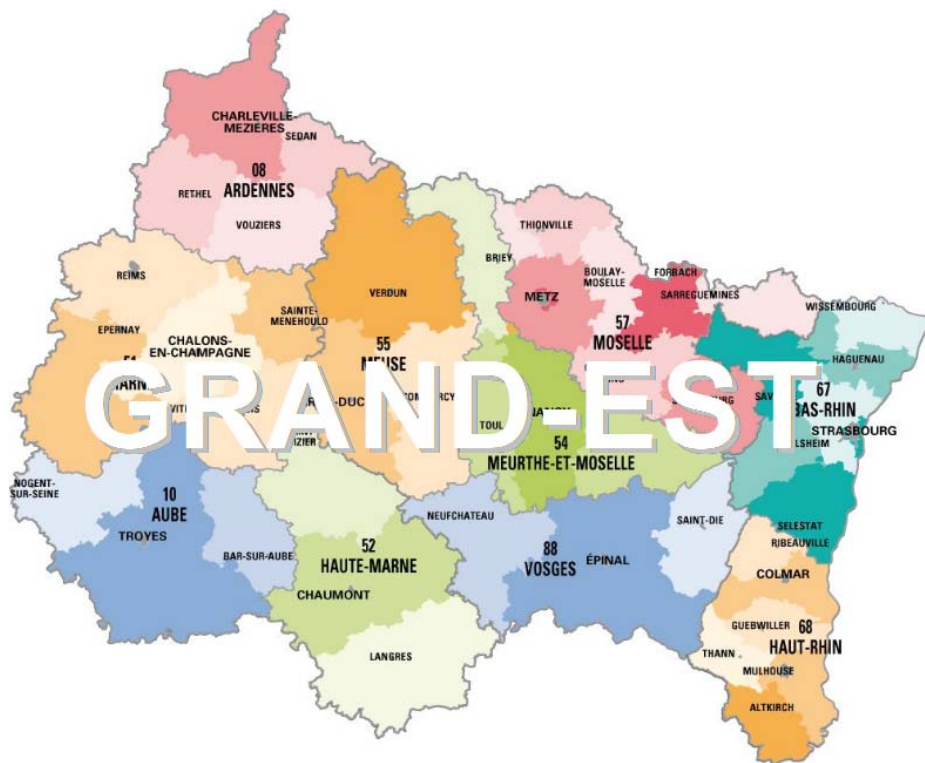 CHARLEVILLE-
MEZIERES
SEDAN
08
ARDENNES
RETHEL
VOUZIERS
THIONVILLE
BRIEY
REIMS
VERDUN
METZ
BOULAY-
MOSELLE
FORBACH
SARREGUEMINES
WISSEMBOURG
SAINTE-
MENEHOULD
EPERNAY
CHALONS-
EN-CHAMPAGNE
55
MEUSE
57
MOSELLE
HAGUENAU
67
BAS-RHIN
GRAND-EST
TOUL
STRASBOURG
54
MEURTHE-ET-MOSELLE
NOGENT-
SUR-SEINE
10
AUBE
TROYES
BAR-SUR-AUBE
52
HAUTE-MARNE
CHAUMONT
LANGRES
NEUFCHATEAU
88
VOSGES
ÉPINAL
SAINT-DIE
SELESTAT
RIBEAUVILLE
COLMAR
GUEBWILLER
68
HAUT-RHIN
THANN
MULHOUSE
ALTKIRCH